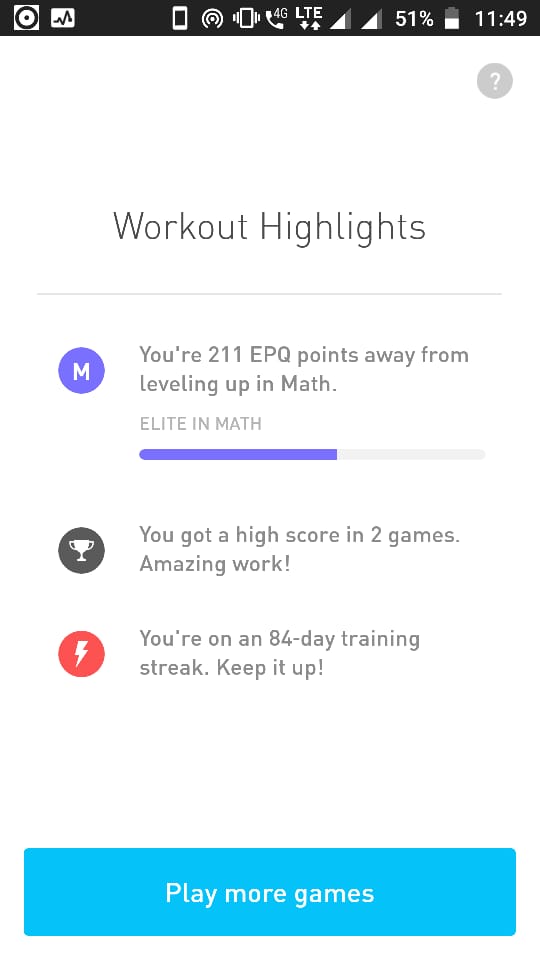 4G LTE 51% 11:49
?
Workout Highlights
M
You're 211 EPQ points away from
leveling up in Math.
ELITE IN MATH
You got a high score in 2 games.
Amazing work!
You're on an 84-day training
streak. Keep it up!
Play more games